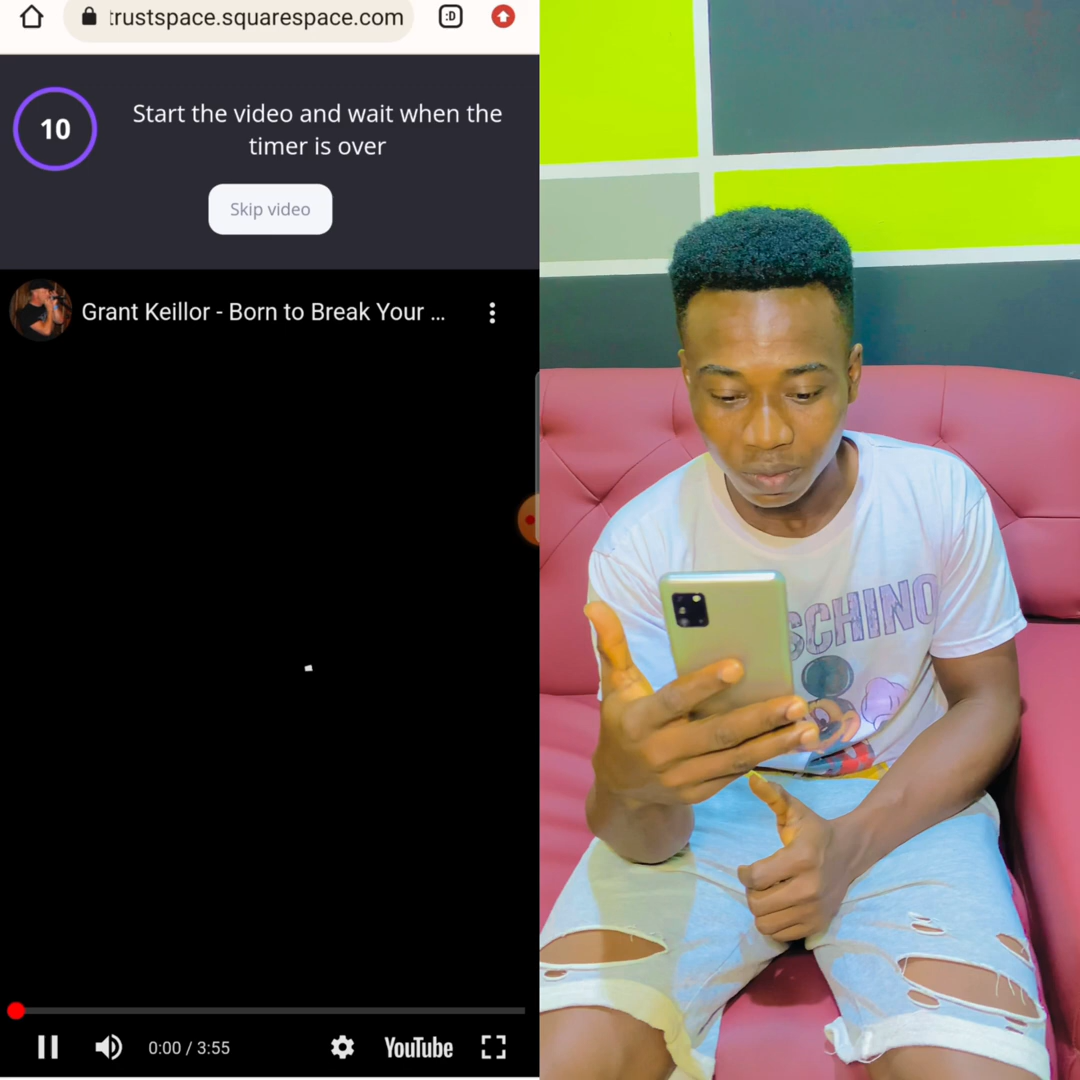 trustspace.squarespace.com
:D
10
Start the video and wait when the
timer is over
Skip video
Grant Keillor - Born to Break Your ...
0:00 / 3:55
YouTube
SCHINO